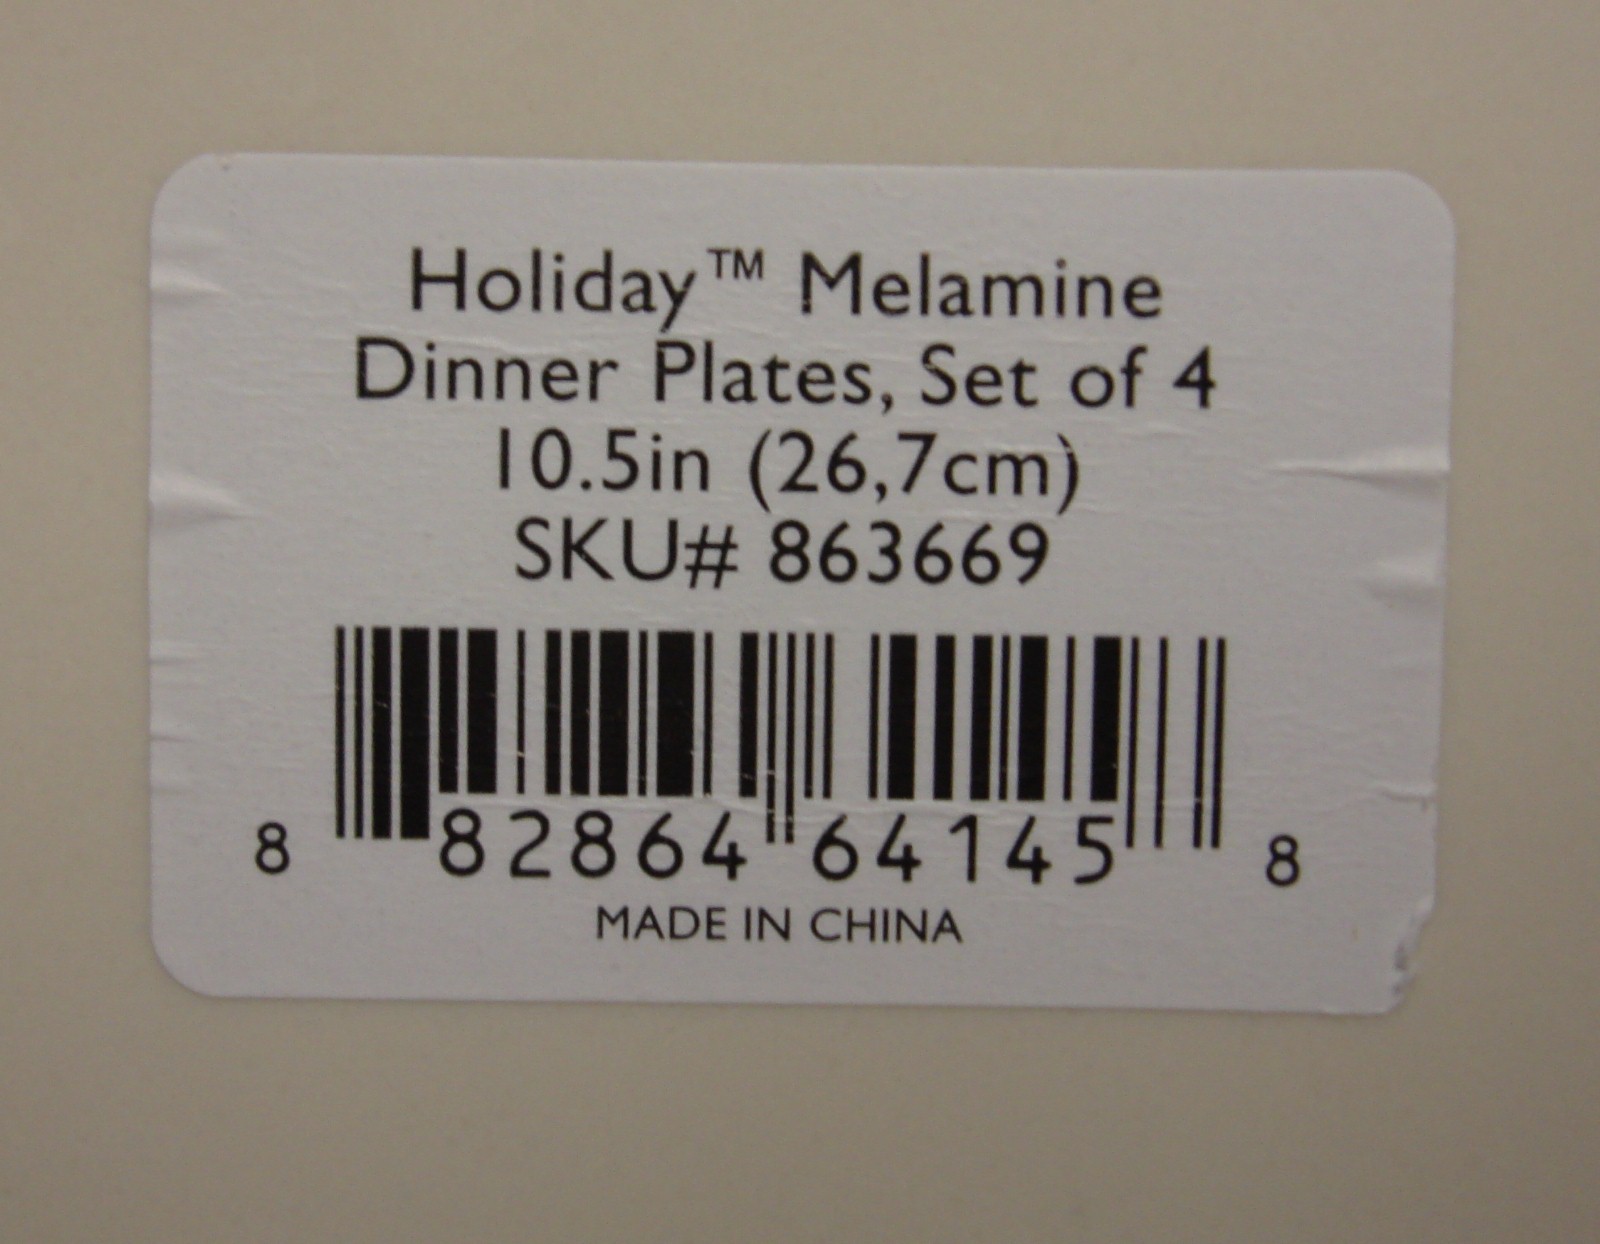 Holiday™ Melamine
Dinner Plates, Set of 4
10.5in (26,7cm)
SKU# 863669
8 82864 64145 8
MADE IN CHINA